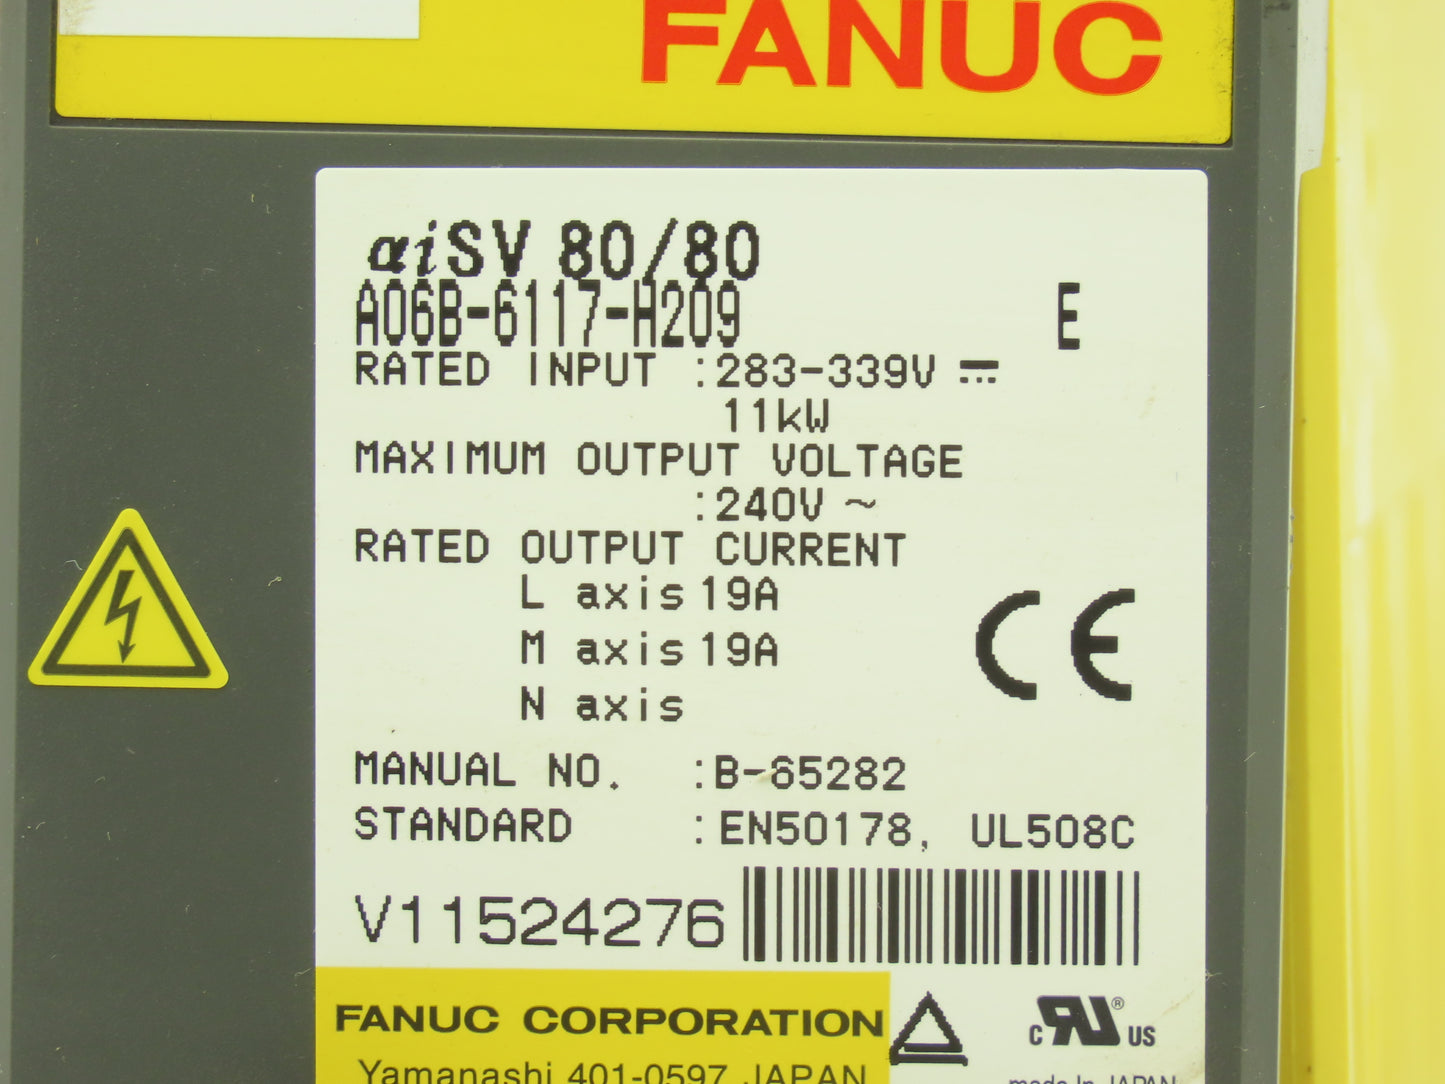 FANUC
αiSV 80/80
A06B-6117-H209 E
RATED INPUT :283-339V
11kW
MAXIMUM OUTPUT VOLTAGE
:240V ~
RATED OUTPUT CURRENT
L axis 19A
M axis 19A
N axis
MANUAL NO. :B-65282
STANDARD :EN50178, UL508C
V11524276
FANUC CORPORATION
Yamanashi 401-0597 JAPAN
C RU ® US
made In JAPAN